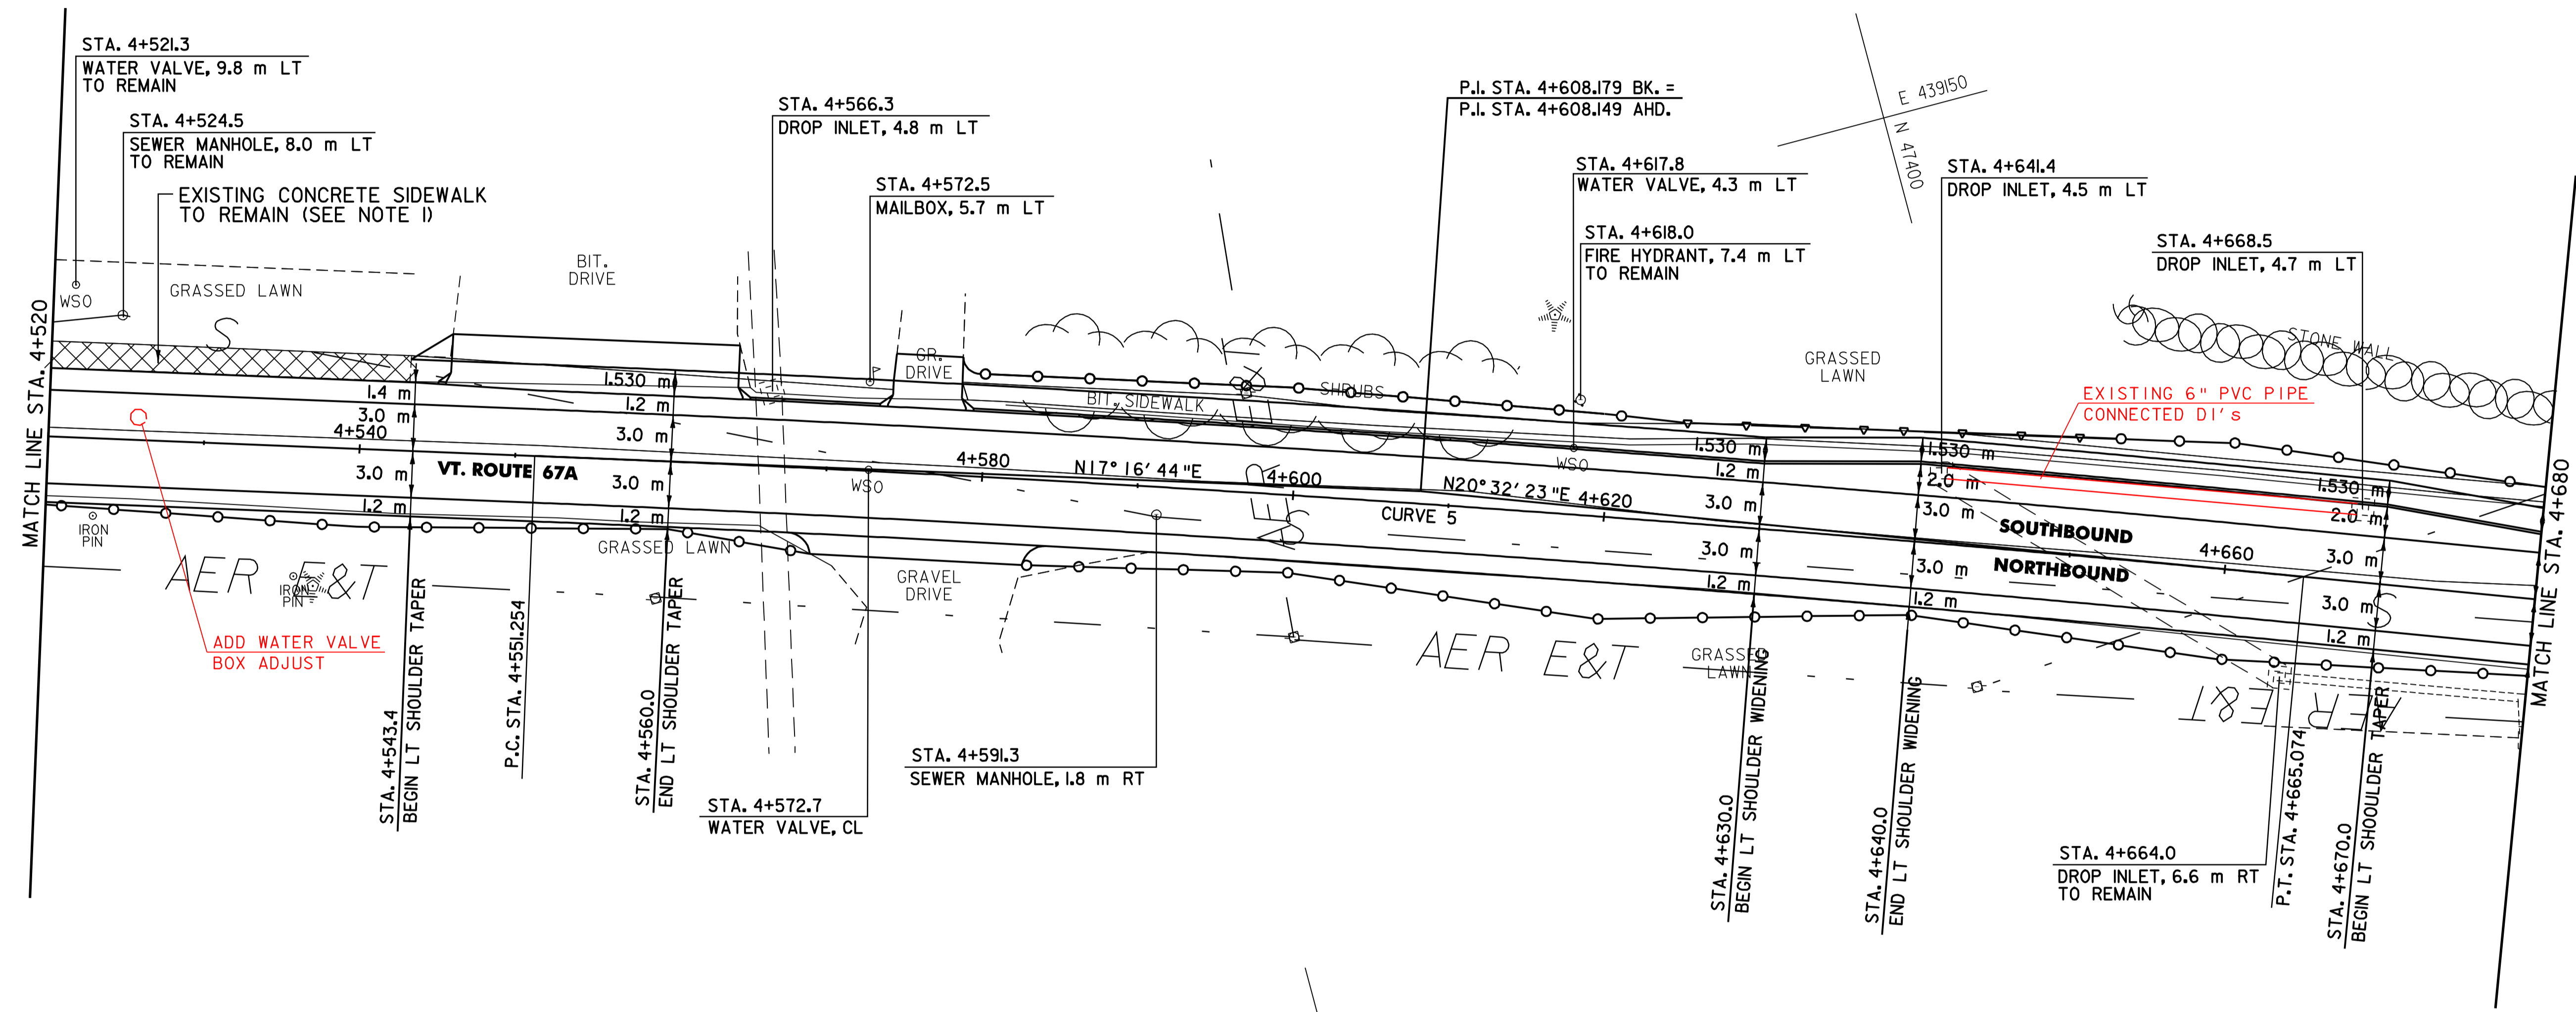 STA. 4+521.3
WATER VALVE, 9.8 m LT
TO REMAIN
STA. 4+524.5
SEWER MANHOLE, 8.0 m LT
TO REMAIN
EXISTING CONCRETE SIDEWALK
TO REMAIN (SEE NOTE 1)
STA. 4+566.3
DROP INLET, 4.8 m LT
STA. 4+572.5
MAILBOX, 5.7 m LT
P.I. STA. 4+608.179 BK. =
P.I. STA. 4+608.149 AHD.
STA. 4+617.8
WATER VALVE, 4.3 m LT
STA. 4+618.0
FIRE HYDRANT, 7.4 m LT
TO REMAIN
E 439150
N 47400
STA. 4+641.4
DROP INLET, 4.5 m LT
STA. 4+668.5
DROP INLET, 4.7 m LT
MATCH LINE STA. 4+520
WSO
GRASSED LAWN
S
BIT.
DRIVE
GR.
DRIVE
BIT. SIDEWALK
SHRUBS
GRASSED
LAWN
STONE WALL
EXISTING 6" PVC PIPE
CONNECTED DI's
1.4 m
3.0 m
4+540
3.0 m
1.2 m
VT. ROUTE 67A
1.530 m
1.2 m
3.0 m
3.0 m
1.2 m
WSO
4+580
N17° 16' 44 "E
4+600
CURVE 5
N20° 32' 23 "E
4+620
WSO
1.530 m
1.2 m
3.0 m
3.0 m
1.2 m
1.530 m
2.0 m
3.0 m
3.0 m
1.2 m
SOUTHBOUND
NORTHBOUND
4+660
1.530 m
2.0 m
3.0 m
3.0 m
1.2 m
S
MATCH LINE STA. 4+680
IRON
PIN
AER E&T
IRON
PIN
GRASSED LAWN
GRAVEL
DRIVE
AER E&T
GRASSED
LAWN
AER E&T
ADD WATER VALVE
BOX ADJUST
STA. 4+543.4
BEGIN LT SHOULDER TAPER
P.C. STA. 4+551.254
STA. 4+560.0
END LT SHOULDER TAPER
STA. 4+572.7
WATER VALVE, CL
STA. 4+591.3
SEWER MANHOLE, 1.8 m RT
STA. 4+630.0
BEGIN LT SHOULDER WIDENING
STA. 4+640.0
END LT SHOULDER WIDENING
STA. 4+664.0
DROP INLET, 6.6 m RT
TO REMAIN
P.T. STA. 4+665.074
STA. 4+670.0
BEGIN LT SHOOULDER TAPER